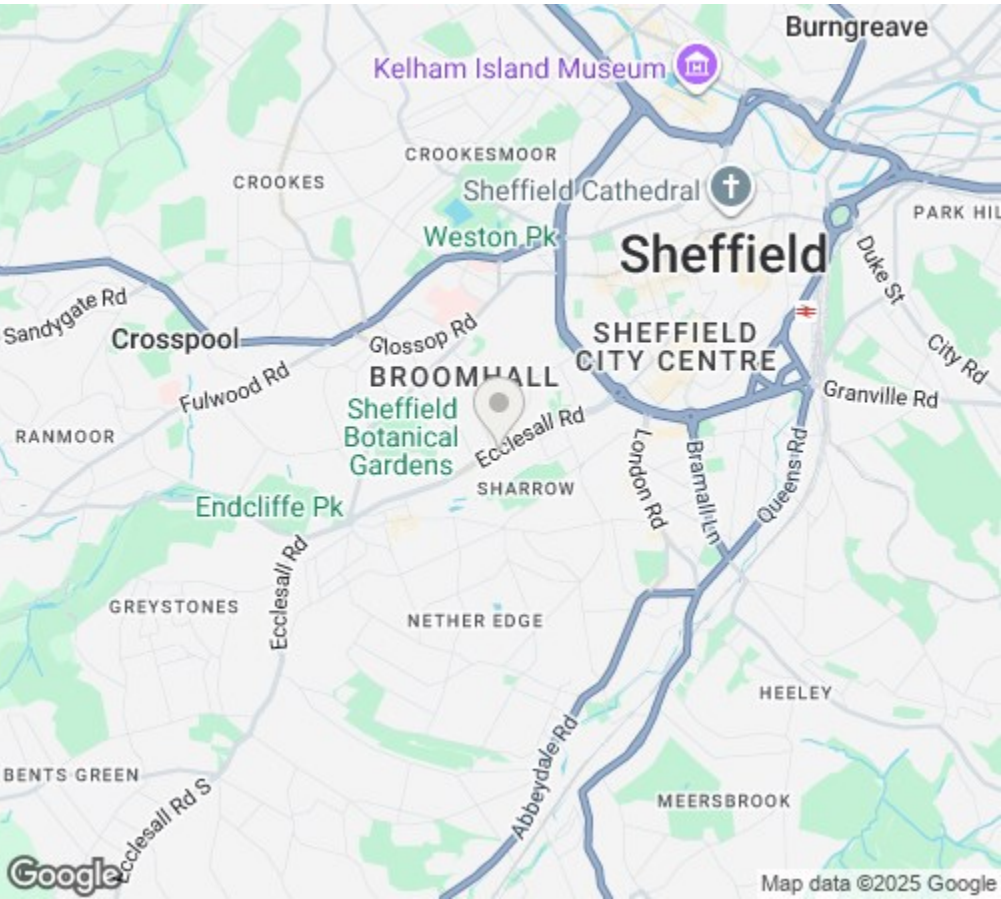 Burngreave
Kelham Island Museum
CROOKESMOOR
CROOKES
Sheffield Cathedral
PARK HIL
Weston Pk
Sheffield
Duke St
Sandygate Rd
Crosspool
Glossop Rd
SHEFFIELD
CITY CENTRE
City Rd
BROOMHALL
Fulwood Rd
Granville Rd
Sheffield
Botanical
Gardens
Ecclesall Rd
RANMOOR
London Rd
Bramall Ln
Queens Rd
SHARROW
Endcliffe Pk
Ecclesall Rd
GREYSTONES
NETHER EDGE
HEELEY
Abbeydale Rd
BENTS GREEN
Ecclesall Rd S
MEERSBROOK
Google
Map data ©2025 Google